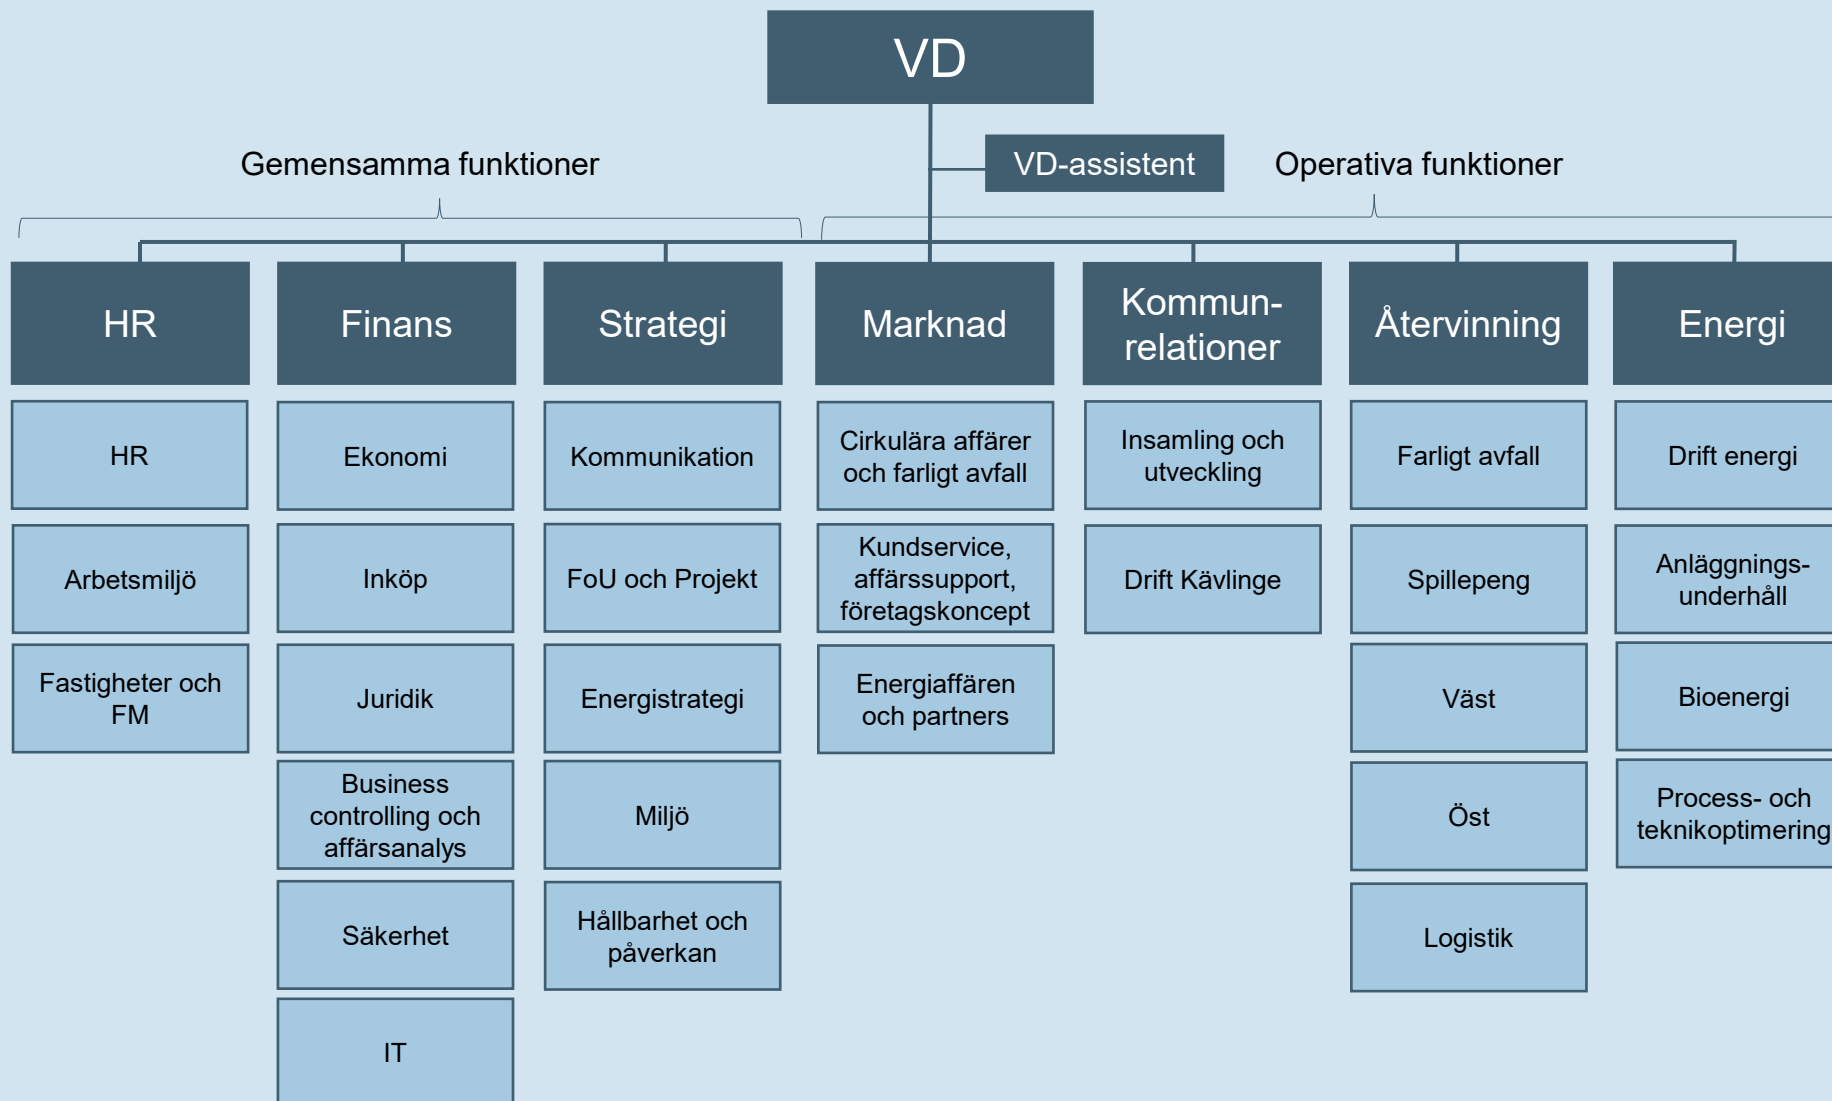 VD
VD-assistent
Gemensamma funktioner
Operativa funktioner
HR
HR
Arbetsmiljö
Fastigheter och
FM
Finans
Ekonomi
Inköp
Juridik
Business
controlling och
affärsanalys
Säkerhet
IT
Strategi
Kommunikation
FoU och Projekt
Energistrategi
Miljö
Hållbarhet och
påverkan
Marknad
Cirkulära affärer
och farligt avfall
Kundservice,
affärssupport,
företagskoncept
Energiaffären
och partners
Kommun-
relationer
Insamling och
utveckling
Drift Kävlinge
Återvinning
Farligt avfall
Spillepeng
Väst
Öst
Logistik
Energi
Drift energi
Anläggnings-
underhåll
Bioenergi
Process- och
teknikoptimering